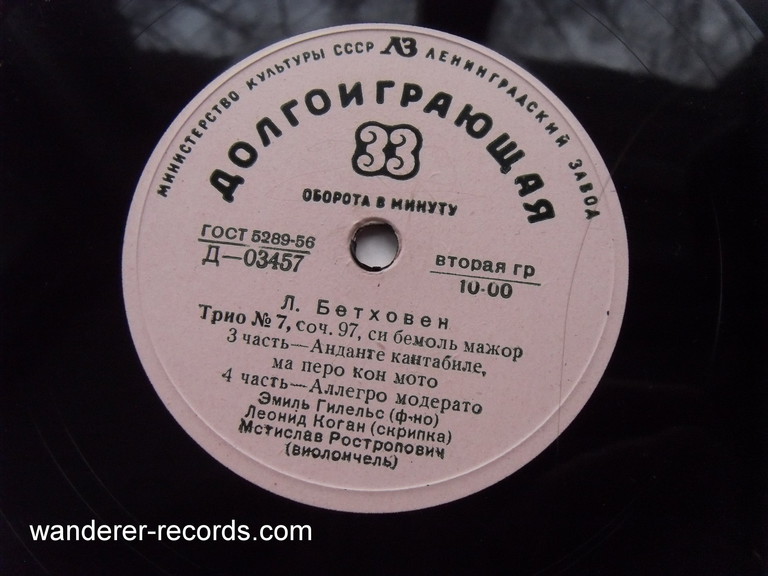 МИНИСТЕРСТВО КУЛЬТУРЫ СССР ЛЗ ЛЕНИНГРАДСКИЙ ЗАВОД
ДОЛГОИГРАЮЩАЯ
33
ОБОРОТА В МИНУТУ
ГОСТ 5289-56
Д—03457
вторая гр
10-00
Л. Бетховен
Трио № 7, соч. 97, си бемоль мажор
3 часть—Анданте кантабиле,
ма перо кон мото
4 часть—Аллегро модерато
Эмиль Гилельс (ф-но)
Леонид Коган (скрипка)
Мстислав Ростропович
(виолончель)
wanderer-records.com